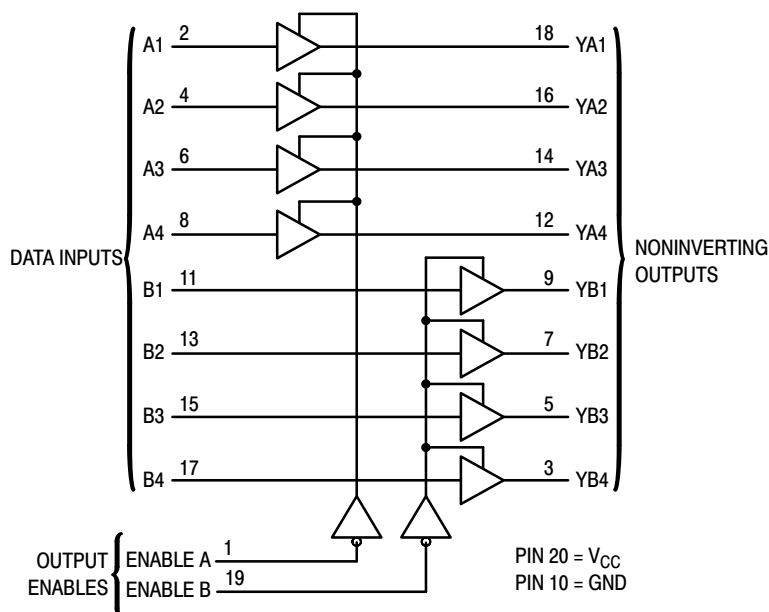 A1 2 18 YA1
A2 4 16 YA2
A3 6 14 YA3
A4 8 12 YA4
DATA INPUTS
NONINVERTING
OUTPUTS
B1 11 9 YB1
B2 13 7 YB2
B3 15 5 YB3
B4 17 3 YB4
OUTPUT
ENABLES
ENABLE A 1
ENABLE B 19
PIN 20 = VCC
PIN 10 = GND